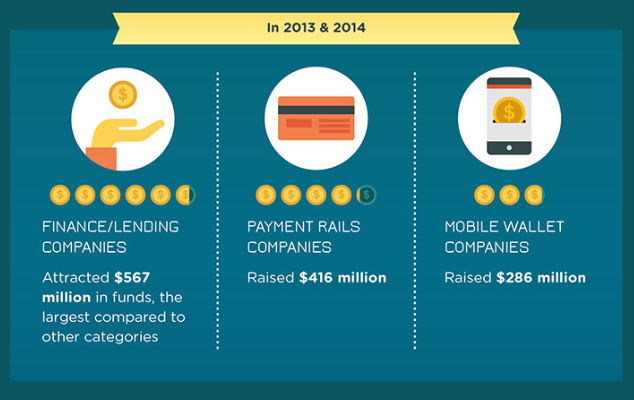 In 2013 & 2014
FINANCE/LENDING
COMPANIES
Attracted $567
million in funds, the
largest compared to
other categories
PAYMENT RAILS
COMPANIES
Raised $416 million
MOBILE WALLET
COMPANIES
Raised $286 million